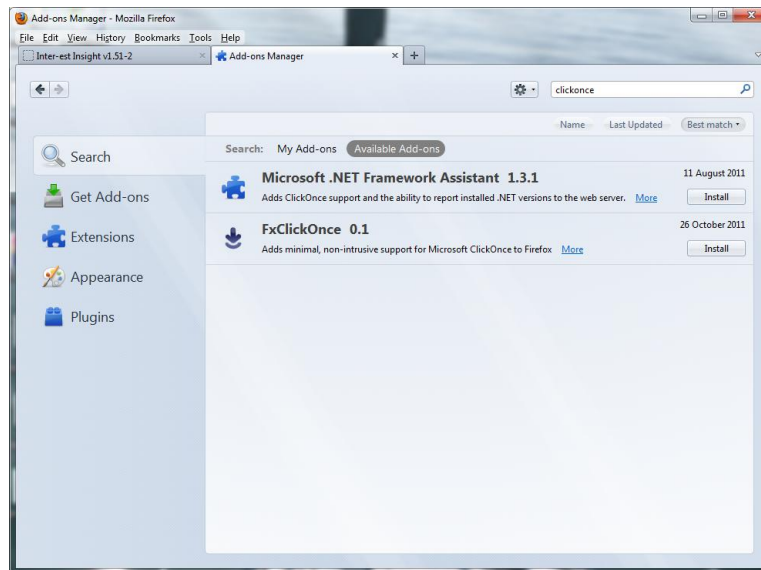 Add-ons Manager - Mozilla Firefox
File Edit View History Bookmarks Tools Help
Inter-est Insight v1.51-2
Add-ons Manager
clickonce
Name Last Updated Best match
Search: My Add-ons Available Add-ons
Search
Get Add-ons
Extensions
Appearance
Plugins
Microsoft .NET Framework Assistant 1.3.1
11 August 2011
Adds ClickOnce support and the ability to report installed .NET versions to the web server. More
Install
FxClickOnce 0.1
26 October 2011
Adds minimal, non-intrusive support for Microsoft ClickOnce to Firefox More
Install